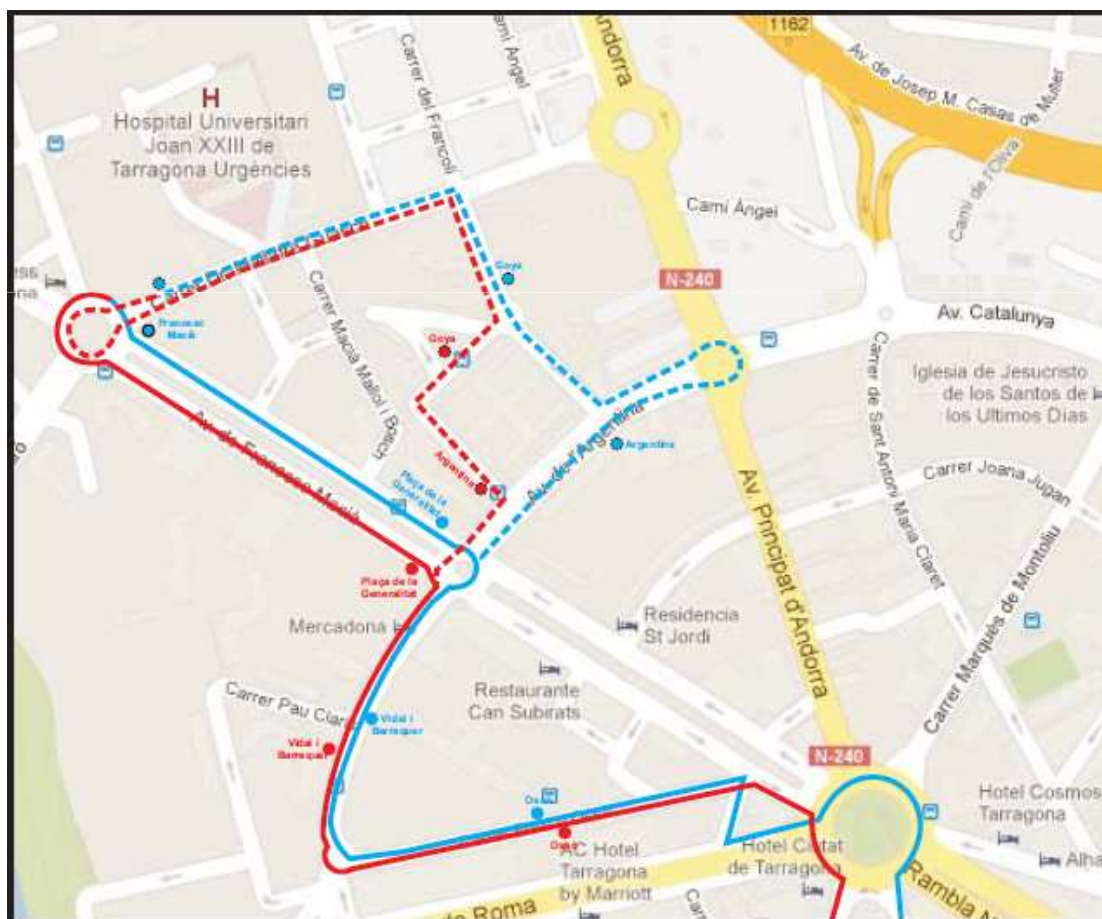 1162
Andorra
Camí Àngel
Carrer del Francolí
Av. de Josep M. Casas de Muller
H
Hospital Universitari
Joan XXIII de
Tarragona Urgències
Camí de l'Oliva
Camí Àngel
ess
ona
Goya
N-240
Av. Catalunya
Francesc
Macià
Carrer Macià Mallol i Bosch
Goya
Carrer de Sant Antoni Maria Claret
Iglesia de Jesucristo
de los Santos de
los Ultimos Días
Av. de Francesc Macià
Av. de l'Argentina
Argentina
Argentina
Carrer Joana Jugan
Plaça de la
Generalitat
Av. Principat d'Andorra
Plaça de la
Generalitat
Mercadona
Residencia
St Jordi
Carrer Marquès de Montoliu
Restaurante
Can Subirats
Carrer Pau Claris
Vidal i
Barraquer
Vidal i
Barraquer
N-240
Hotel Cosmos
Tarragona
AC Hotel
Tarragona
by Marriott
Hotel Ciutat
de Tarragona
Alha
de Roma
Rambla